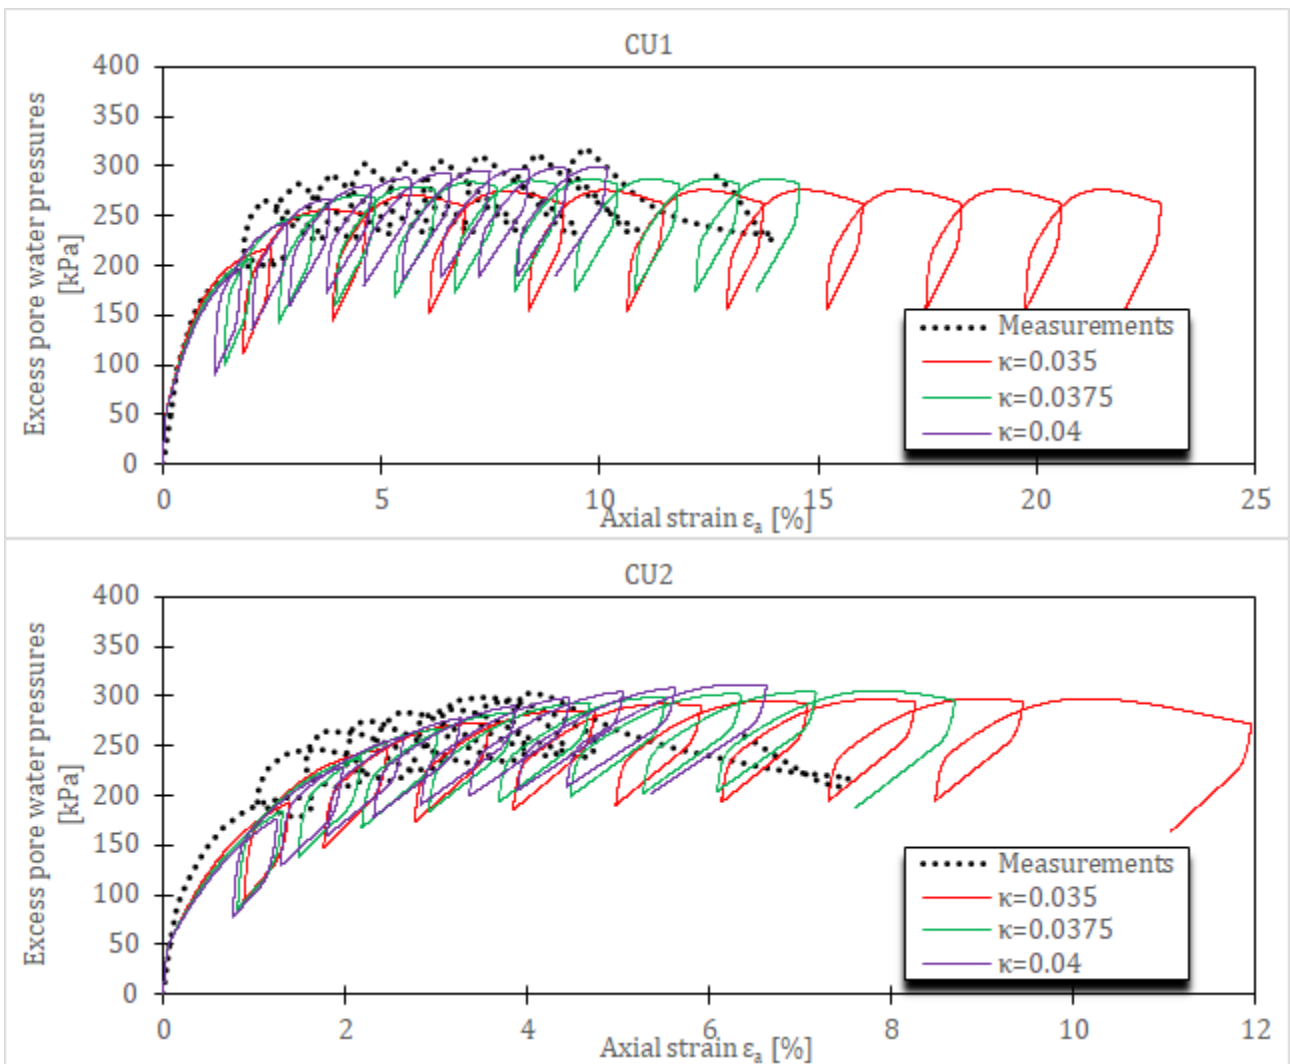 CU1
400
350
300
250
200
150
100
50
0
Excess pore water pressures
[kPa]
0 5 10 15 20 25
Axial strain εₐ [%]
Measurements
κ=0.035
κ=0.0375
κ=0.04
CU2
400
350
300
250
200
150
100
50
0
Excess pore water pressures
[kPa]
0 2 4 6 8 10 12
Axial strain εₐ [%]
Measurements
κ=0.035
κ=0.0375
κ=0.04